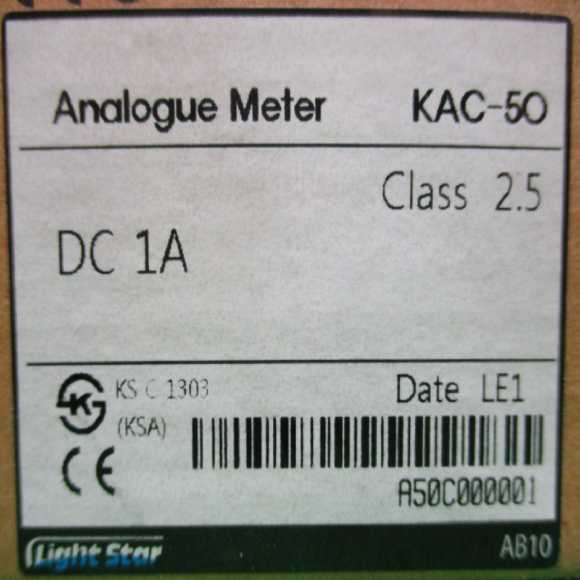 Analogue Meter KAC-50
Class 2.5
DC 1A
KS C 1303
(KSA)
Date LE1
CE
A50C000001
Light Star
AB10